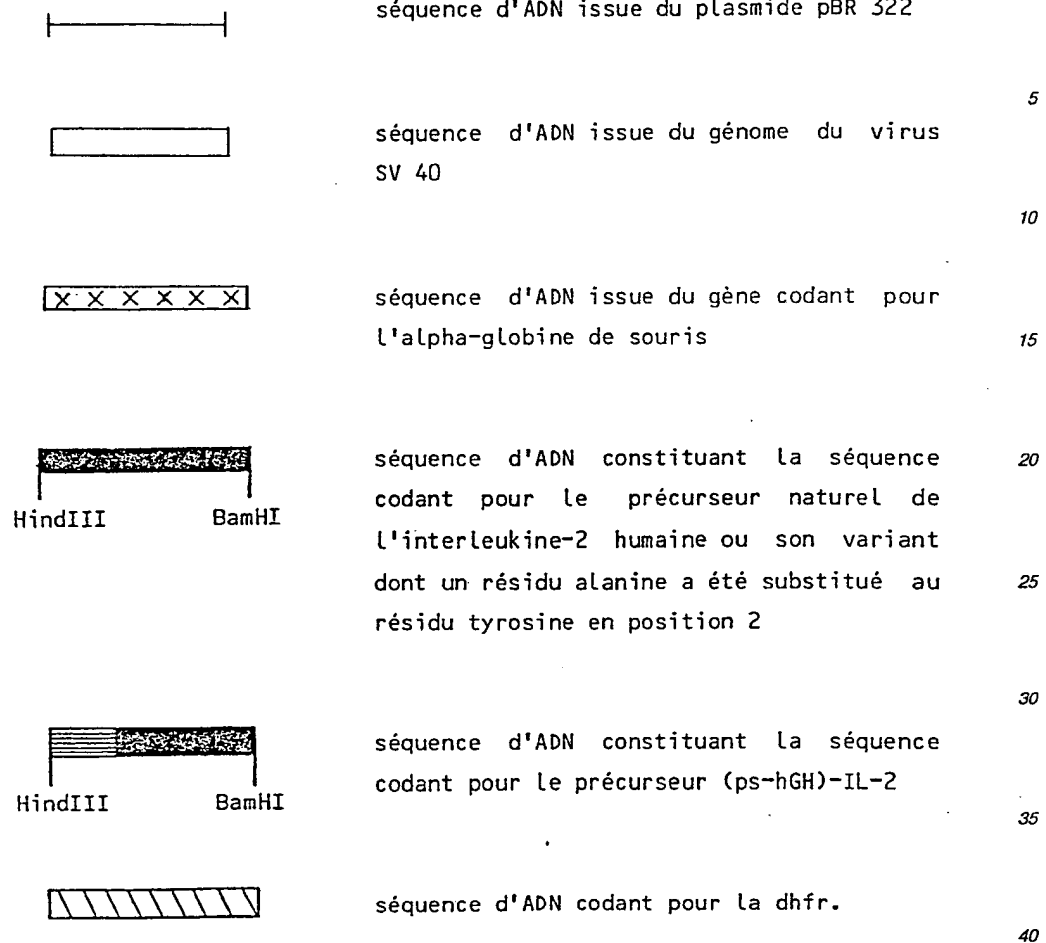 séquence d'ADN issue du plasmide pBR 322
5
séquence d'ADN issue du génome du virus
SV 40
10
séquence d'ADN issue du gène codant pour
l'alpha-globine de souris
15
séquence d'ADN constituant la séquence
20
codant pour le précurseur naturel de
HindIII BamHI
l'interleukine-2 humaine ou son variant
dont un résidu alanine a été substitué au
25
résidu tyrosine en position 2
30
séquence d'ADN constituant la séquence
codant pour le précurseur (ps-hGH)-IL-2
HindIII BamHI
35
séquence d'ADN codant pour la dhfr.
40